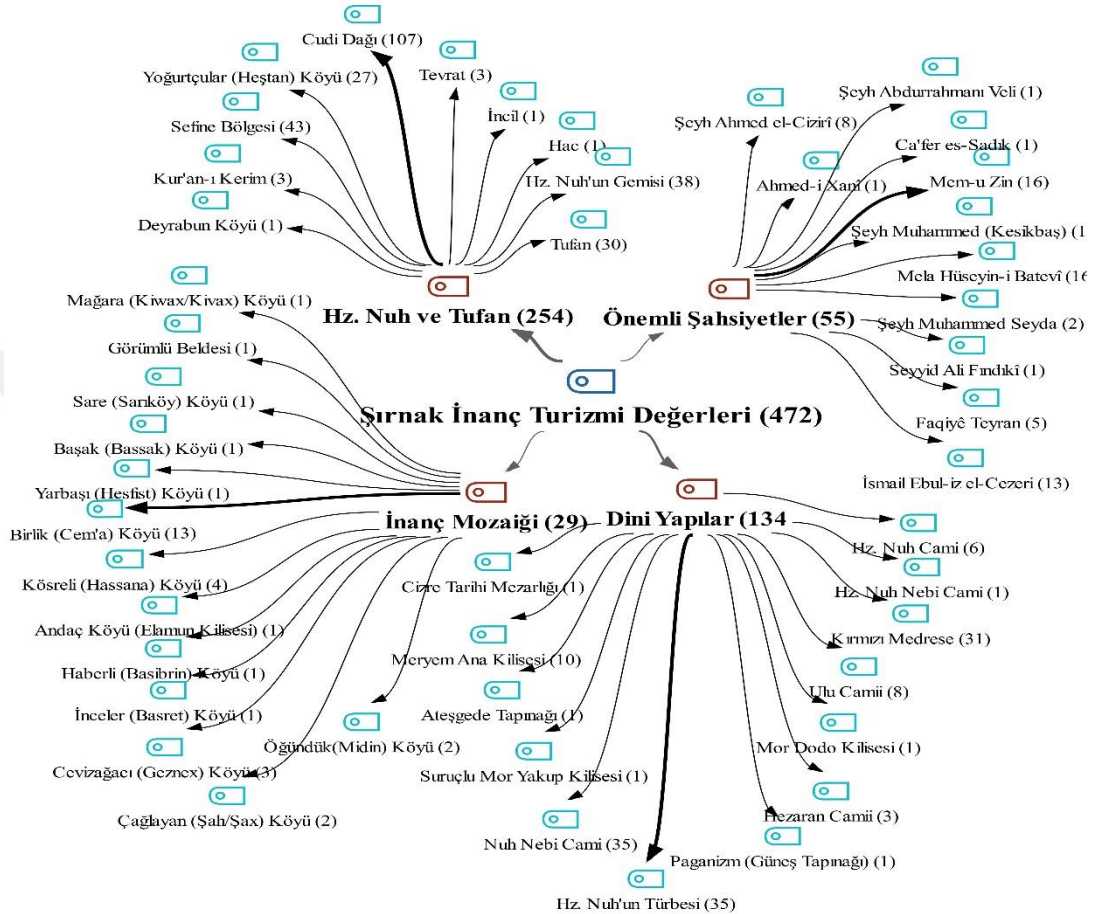 Cudi Dağı (107)
Yoğurtçular (Heştan) Köyü (27)
Tevrat (3)
Sefine Bölgesi (43)
İncil (1)
Kur'an-ı Kerim (3)
Hac (1)
Hz. Nuh'un Gemisi (38)
Deyrabun Köyü (1)
Tufan (30)
Şeyh Abdurrahmanı Veli (1)
Şeyh Ahmed el-Cizirî (8)
Ca'fer es-Sadık (1)
Ahmed-i Xanî (1)
Mem-u Zin (16)
Şeyh Muhammed (Kesikbaş) (1
Mela Hüseyin-i Batevî (16
Şeyh Muhammed Seyda (2)
Seyyid Ali Fındıkî (1)
Faqiyê Teyran (5)
İsmail Ebul-iz el-Cezeri (13)
Hz. Nuh ve Tufan (254)
Önemli Şahsiyetler (55)
Şırnak İnanç Turizmi Değerleri (472)
İnanç Mozaiği (29)
Dini Yapılar (134
Mağara (Kiwax/Kivax) Köyü (1)
Görümlü Beldesi (1)
Sare (Sarıköy) Köyü (1)
Başak (Bassak) Köyü (1)
Yarbaşı (Hesfist) Köyü (1)
Birlik (Cem'a) Köyü (13)
Kösreli (Hassana) Köyü (4)
Andaç Köyü (Elamun Kilisesi) (1)
Haberli (Basibrin) Köyü (1)
İnceler (Basret) Köyü (1)
Cevizağacı (Geznex) Köyü (3)
Çağlayan (Şah/Şax) Köyü (2)
Öğündük(Midin) Köyü (2)
Cizre Tarihi Mezarlığı (1)
Meryem Ana Kilisesi (10)
Ateşgede Tapınağı (1)
Suruçlu Mor Yakup Kilisesi (1)
Nuh Nebi Cami (35)
Hz. Nuh'un Türbesi (35)
Paganizm (Güneş Tapınağı) (1)
Hezaran Camii (3)
Mor Dodo Kilisesi (1)
Ulu Camii (8)
Kırmızı Medrese (31)
Hz. Nuh Nebi Cami (1)
Hz. Nuh Cami (6)